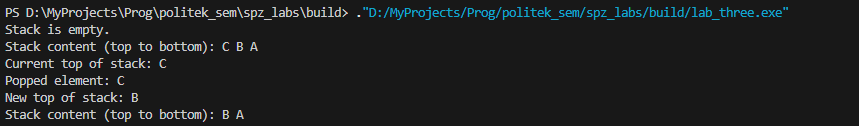 PS D:\MyProjects\Prog\politek_sem\spz_labs\build> ."D:/MyProjects/Prog/politek_sem/spz_labs/build/lab_three.exe"
Stack is empty.
Stack content (top to bottom): C B A
Current top of stack: C
Popped element: C
New top of stack: B
Stack content (top to bottom): B A